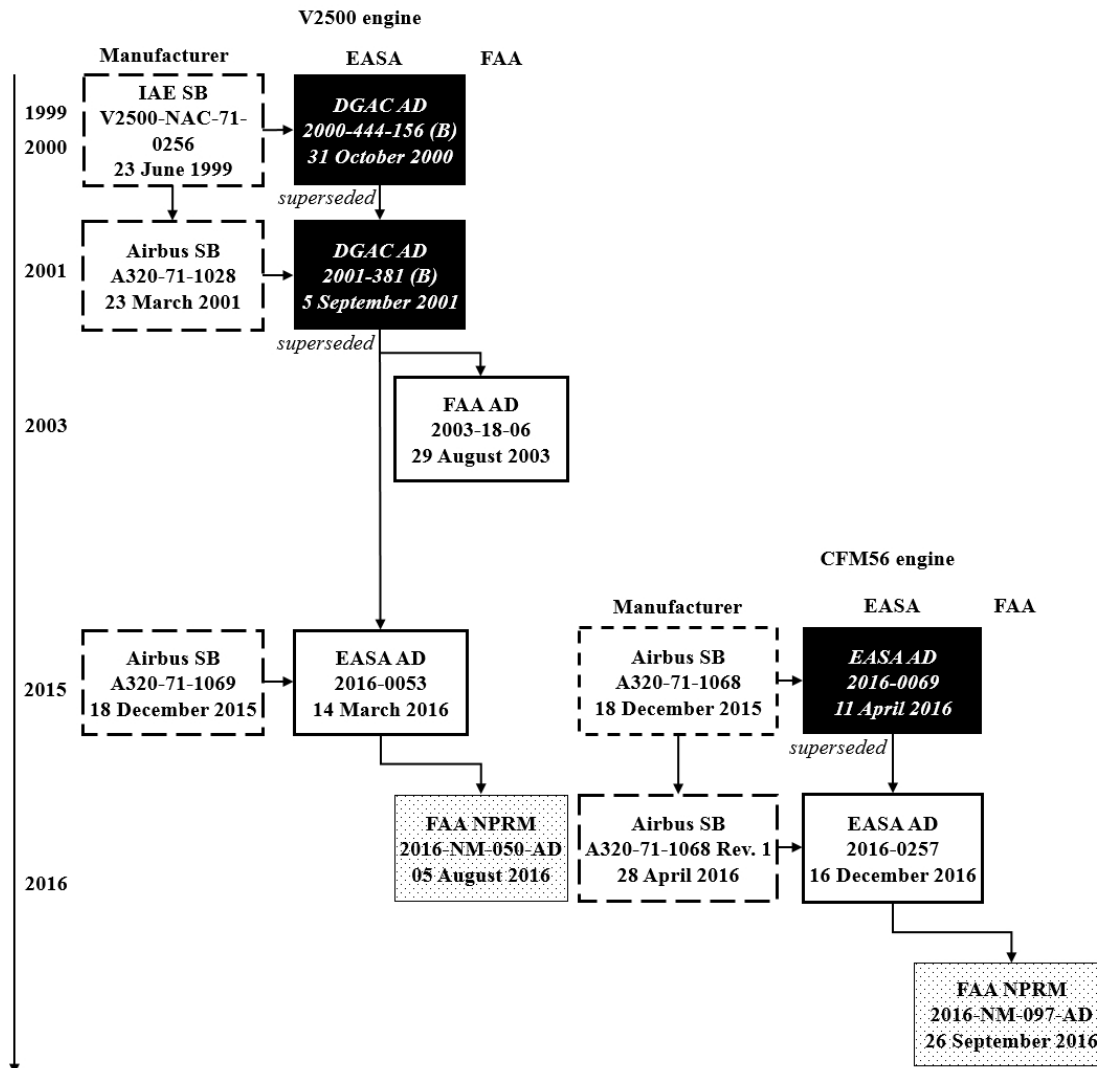 V2500 engine
Manufacturer
EASA
FAA
1999
2000
IAE SB
V2500-NAC-71-
0256
23 June 1999
DGAC AD
2000-444-156 (B)
31 October 2000
superseded
2001
Airbus SB
A320-71-1028
23 March 2001
DGAC AD
2001-381 (B)
5 September 2001
superseded
2003
FAA AD
2003-18-06
29 August 2003
CFM56 engine
Manufacturer
EASA
FAA
2015
Airbus SB
A320-71-1069
18 December 2015
EASA AD
2016-0053
14 March 2016
Airbus SB
A320-71-1068
18 December 2015
EASA AD
2016-0069
11 April 2016
superseded
2016
FAA NPRM
2016-NM-050-AD
05 August 2016
Airbus SB
A320-71-1068 Rev. 1
28 April 2016
EASA AD
2016-0257
16 December 2016
FAA NPRM
2016-NM-097-AD
26 September 2016